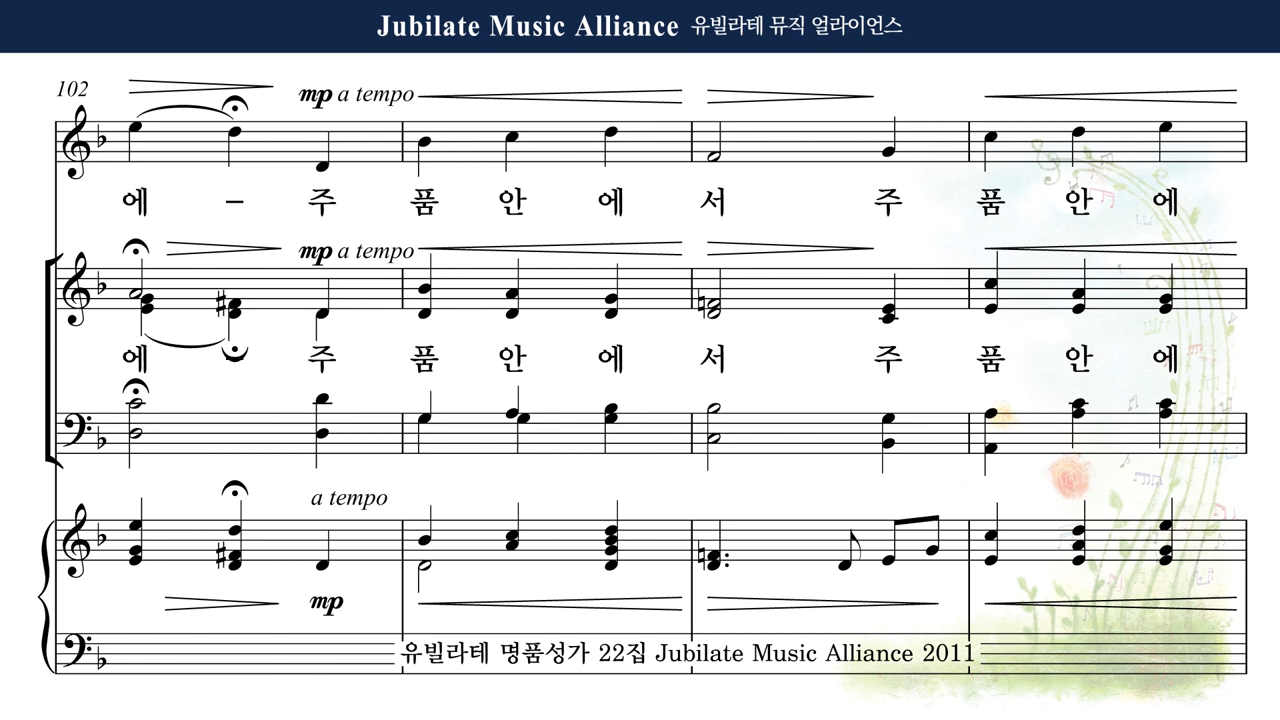 Jubilate Music Alliance 유빌라테 뮤직 얼라이언스
102
mp a tempo
에 – 주 품 안 에 서 주 품 안 에
mp a tempo
에 – 주 품 안 에 서 주 품 안 에
a tempo
mp
유빌라테 명품성가 22집 Jubilate Music Alliance 2011